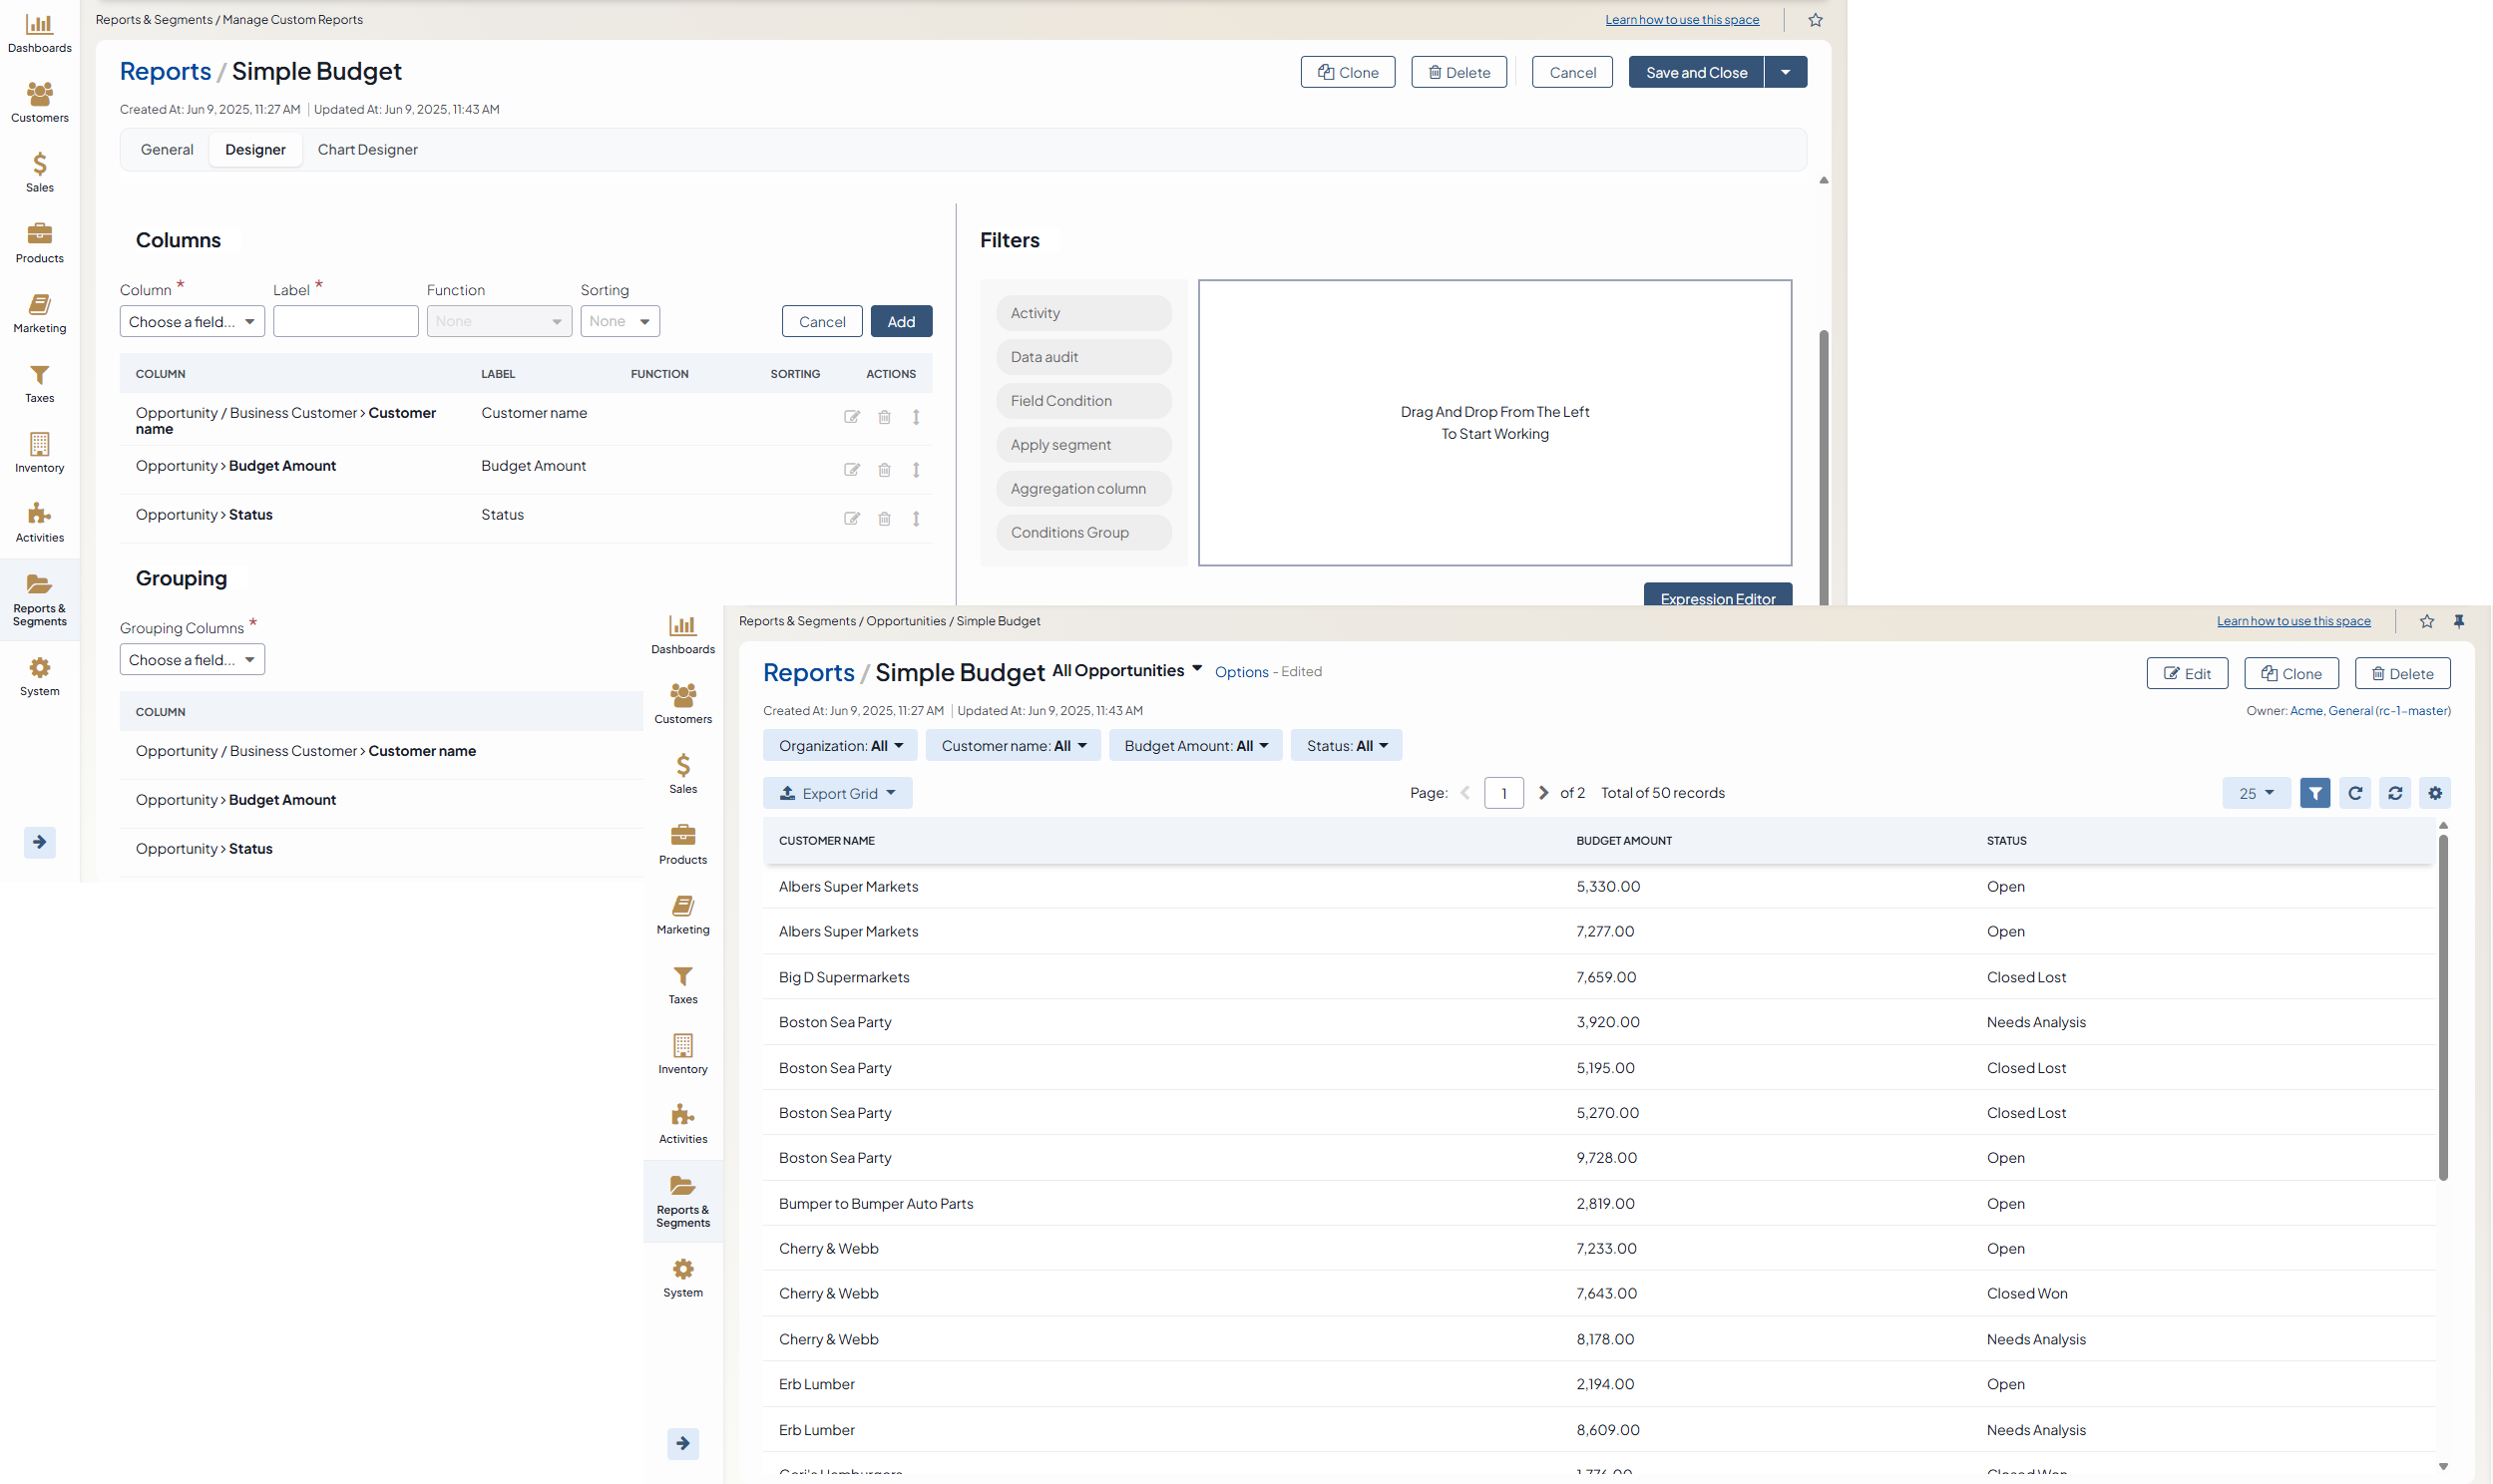 Dashboards
Customers
Sales
Products
Marketing
Taxes
Inventory
Activities
Reports &
Segments
System
Reports & Segments / Manage Custom Reports
Learn how to use this space
Reports / Simple Budget
Clone
Delete
Cancel
Save and Close
Created At: Jun 9, 2025, 11:27 AM | Updated At: Jun 9, 2025, 11:43 AM
General
Designer
Chart Designer
Columns
Column *
Label *
Function
Sorting
Choose a field...
None
None
Cancel
Add
COLUMN LABEL FUNCTION SORTING ACTIONS
Opportunity / Business Customer > Customer
name
Customer name
Opportunity > Budget Amount Budget Amount
Opportunity > Status Status
Grouping
Grouping Columns *
Choose a field...
COLUMN
Opportunity / Business Customer > Customer name
Opportunity > Budget Amount
Opportunity > Status
Filters
Activity
Data audit
Field Condition
Apply segment
Aggregation column
Conditions Group
Drag And Drop From The Left
To Start Working
Expression Editor
Dashboards
Customers
Sales
Products
Marketing
Taxes
Inventory
Activities
Reports &
Segments
System
Reports & Segments / Opportunities / Simple Budget
Learn how to use this space
Reports / Simple Budget All Opportunities Options - Edited
Edit
Clone
Delete
Created At: Jun 9, 2025, 11:27 AM | Updated At: Jun 9, 2025, 11:43 AM
Owner: Acme, General (rc-1-master)
Organization: All
Customer name: All
Budget Amount: All
Status: All
Export Grid
Page: 1 of 2 Total of 50 records
25
CUSTOMER NAME BUDGET AMOUNT STATUS
Albers Super Markets 5,330.00 Open
Albers Super Markets 7,277.00 Open
Big D Supermarkets 7,659.00 Closed Lost
Boston Sea Party 3,920.00 Needs Analysis
Boston Sea Party 5,195.00 Closed Lost
Boston Sea Party 5,270.00 Closed Lost
Boston Sea Party 9,728.00 Open
Bumper to Bumper Auto Parts 2,819.00 Open
Cherry & Webb 7,233.00 Open
Cherry & Webb 7,643.00 Closed Won
Cherry & Webb 8,178.00 Needs Analysis
Erb Lumber 2,194.00 Open
Erb Lumber 8,609.00 Needs Analysis